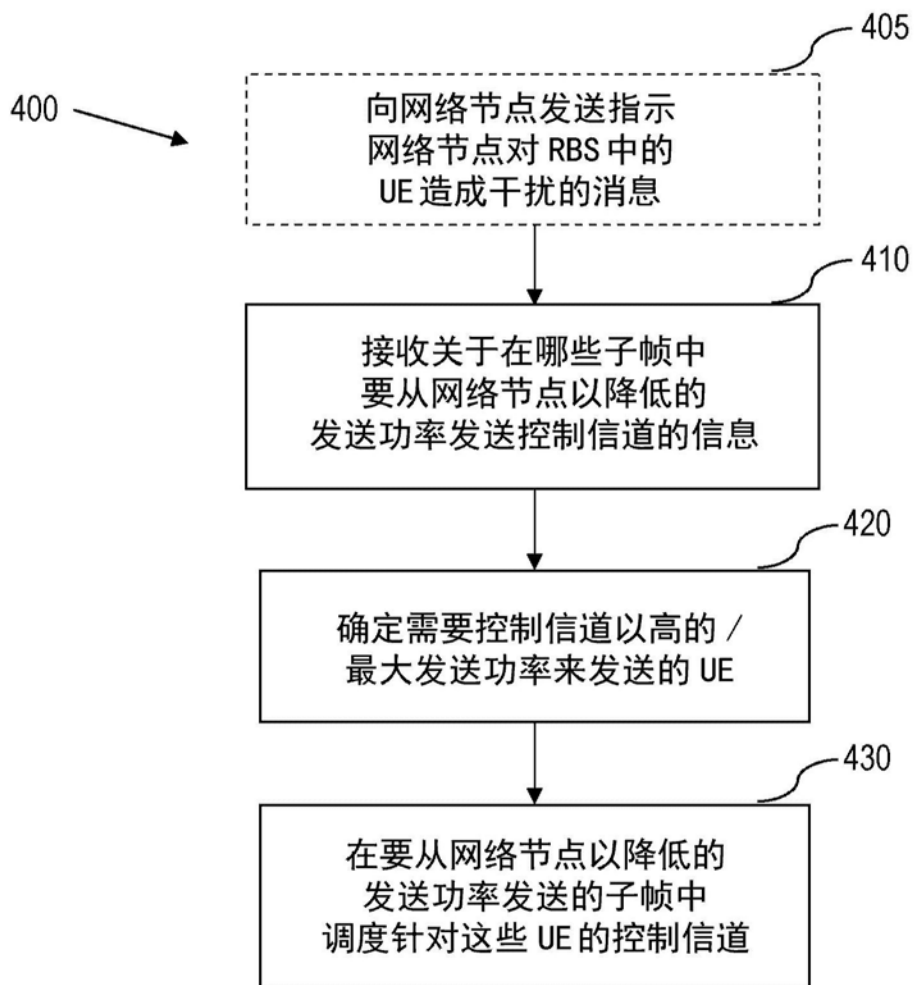 405
400
向网络节点发送指示
网络节点对 RBS 中的
UE 造成干扰的消息
410
接收关于在哪些子帧中
要从网络节点以降低的
发送功率发送控制信道的信息
420
确定需要控制信道以高的 /
最大发送功率来发送的 UE
430
在要从网络节点以降低的
发送功率发送的子帧中
调度针对这些 UE 的控制信道